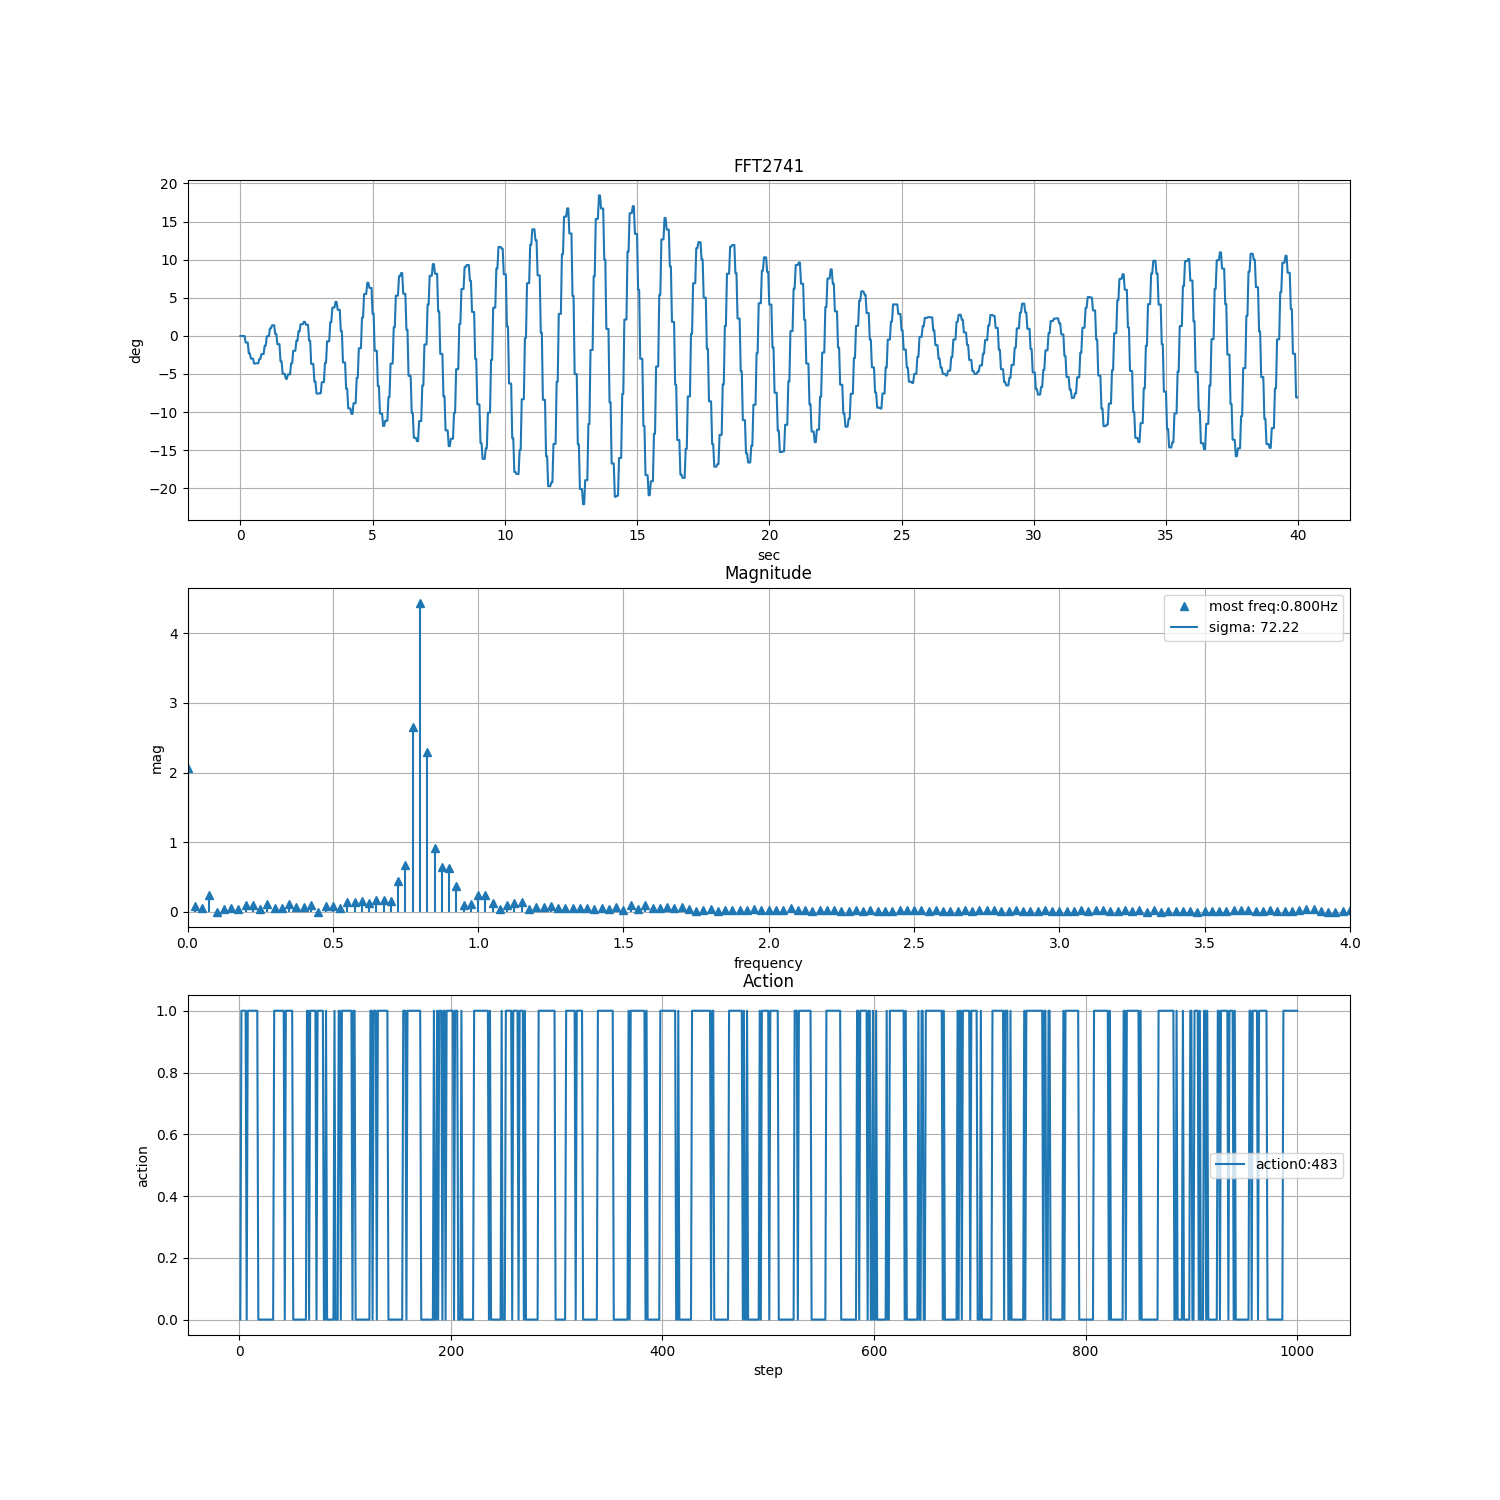 FFT2741
20
15
10
5
0
−5
−10
−15
−20
deg
0 5 10 15 20 25 30 35 40
sec
Magnitude
most freq:0.800Hz
sigma: 72.22
4
3
2
1
0
mag
0.0 0.5 1.0 1.5 2.0 2.5 3.0 3.5 4.0
frequency
Action
1.0
0.8
0.6
0.4
0.2
0.0
action
action0:483
0 200 400 600 800 1000
step